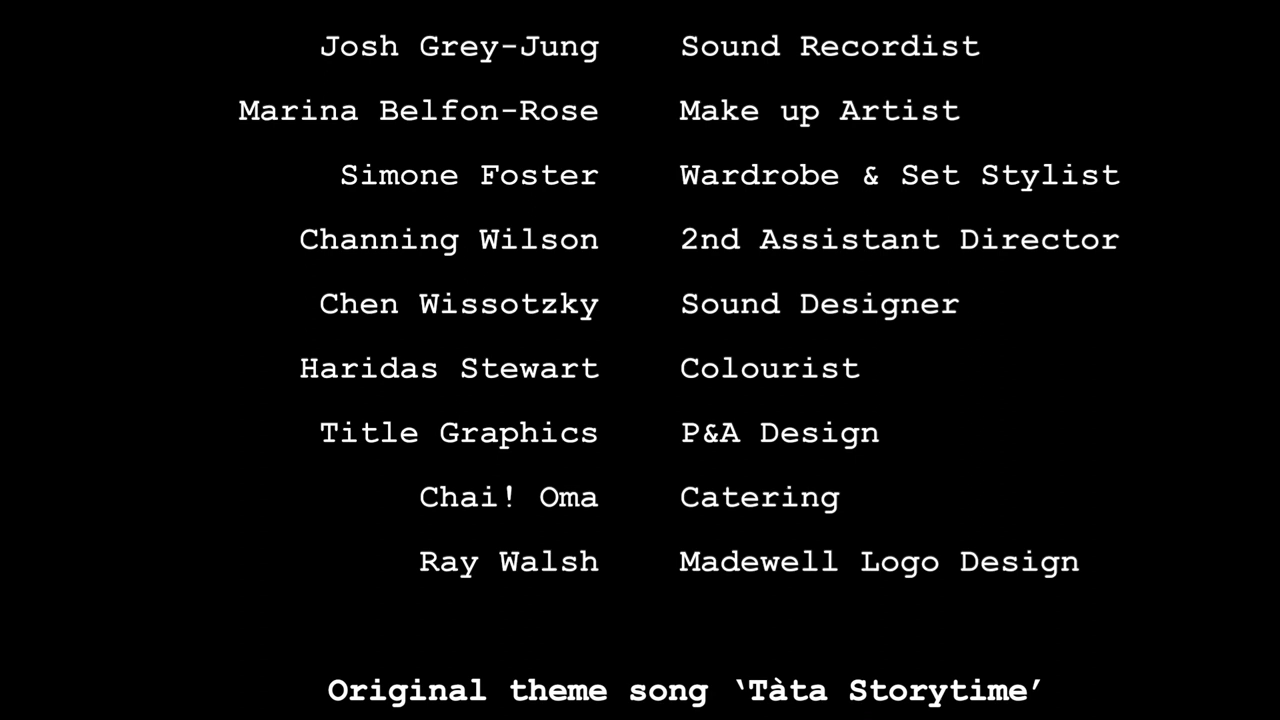 Josh Grey-Jung Sound Recordist
Marina Belfon-Rose Make up Artist
Simone Foster Wardrobe & Set Stylist
Channing Wilson 2nd Assistant Director
Chen Wissotzky Sound Designer
Haridas Stewart Colourist
Title Graphics P&A Design
Chai! Oma Catering
Ray Walsh Madewell Logo Design
Original theme song ‘Tàta Storytime’